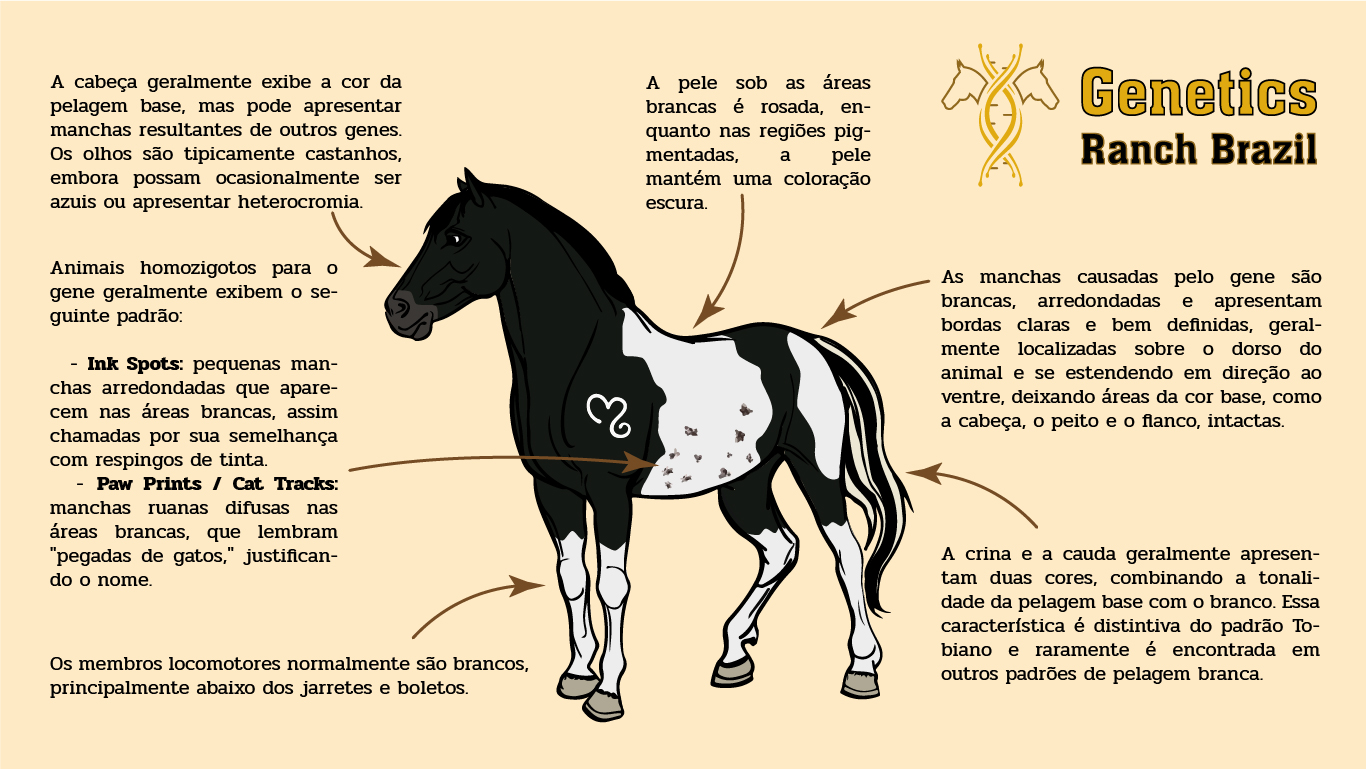 A cabeça geralmente exibe a cor da
pelagem base, mas pode apresentar
manchas resultantes de outros genes.
Os olhos são tipicamente castanhos,
embora possam ocasionalmente ser
azuis ou apresentar heterocromia.
Animais homozigotos para o
gene geralmente exibem o se-
guinte padrão:
- Ink Spots: pequenas man-
chas arredondadas que apare-
cem nas áreas brancas, assim
chamadas por sua semelhança
com respingos de tinta.
- Paw Prints / Cat Tracks:
manchas ruanas difusas nas
áreas brancas, que lembram
"pegadas de gatos," justifican-
do o nome.
Os membros locomotores normalmente são brancos,
principalmente abaixo dos jarretes e boletos.
A pele sob as áreas
brancas é rosada, en-
quanto nas regiões pig-
mentadas, a pele
mantém uma coloração
escura.
Genetics
Ranch Brazil
As manchas causadas pelo gene são
brancas, arredondadas e apresentam
bordas claras e bem definidas, geral-
mente localizadas sobre o dorso do
animal e se estendendo em direção ao
ventre, deixando áreas da cor base, como
a cabeça, o peito e o flanco, intactas.
A crina e a cauda geralmente apresen-
tam duas cores, combinando a tonali-
dade da pelagem base com o branco. Essa
característica é distintiva do padrão To-
biano e raramente é encontrada em
outros padrões de pelagem branca.